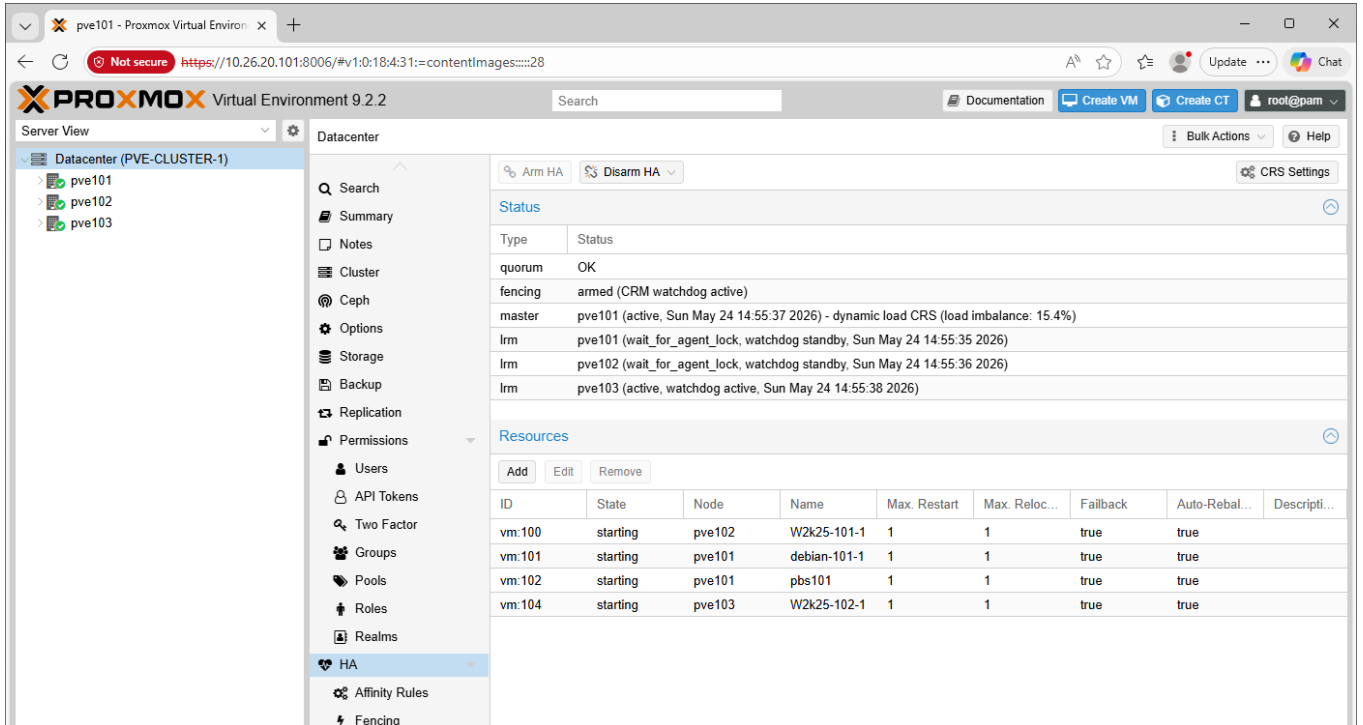 pve101 - Proxmox Virtual Environ
Not secure https://10.26.20.101:8006/#v1:0:18:4:31:=contentImages:::::28 Update Chat
PROXMOX Virtual Environment 9.2.2 Search Documentation Create VM Create CT root@pam
Server View
Datacenter (PVE-CLUSTER-1)
pve101
pve102
pve103
Datacenter Bulk Actions Help
Search
Summary
Notes
Cluster
Ceph
Options
Storage
Backup
Replication
Permissions
Users
API Tokens
Two Factor
Groups
Pools
Roles
Realms
HA
Affinity Rules
Fencing
Arm HA Disarm HA CRS Settings
Status
Type Status
quorum OK
fencing armed (CRM watchdog active)
master pve101 (active, Sun May 24 14:55:37 2026) - dynamic load CRS (load imbalance: 15.4%)
lrm pve101 (wait_for_agent_lock, watchdog standby, Sun May 24 14:55:35 2026)
lrm pve102 (wait_for_agent_lock, watchdog standby, Sun May 24 14:55:36 2026)
lrm pve103 (active, watchdog active, Sun May 24 14:55:38 2026)
Resources
Add Edit Remove
ID State Node Name Max. Restart Max. Reloc... Failback Auto-Rebal... Descripti...
vm:100 starting pve102 W2k25-101-1 1 1 true true
vm:101 starting pve101 debian-101-1 1 1 true true
vm:102 starting pve101 pbs101 1 1 true true
vm:104 starting pve103 W2k25-102-1 1 1 true true